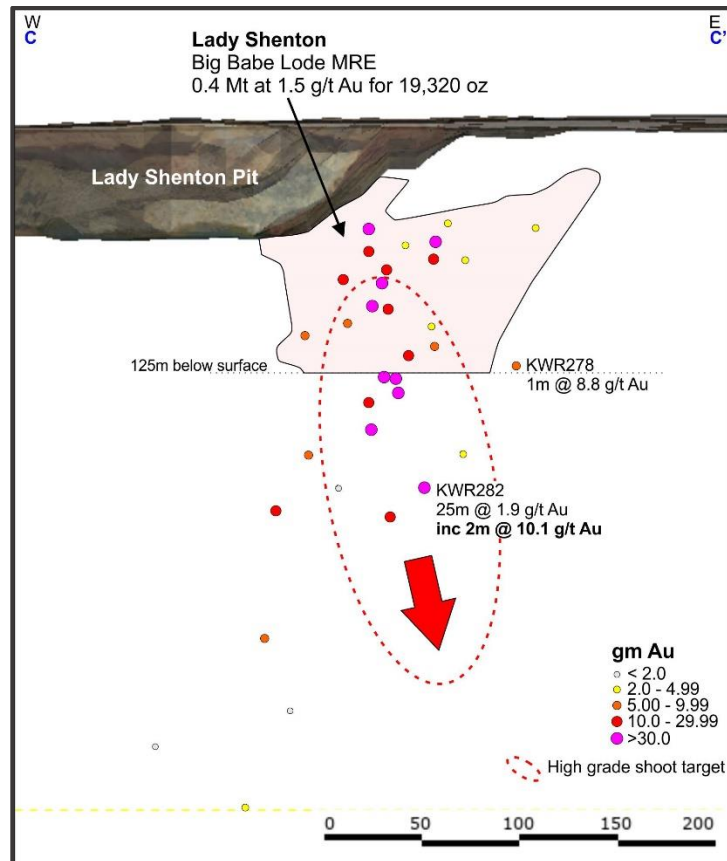 W
C
E
C'
Lady Shenton
Big Babe Lode MRE
0.4 Mt at 1.5 g/t Au for 19,320 oz
Lady Shenton Pit
125m below surface
KWR278
1m @ 8.8 g/t Au
KWR282
25m @ 1.9 g/t Au
inc 2m @ 10.1 g/t Au
gm Au
< 2.0
2.0 - 4.99
5.00 - 9.99
10.0 - 29.99
>30.0
High grade shoot target
0 50 100 150 200